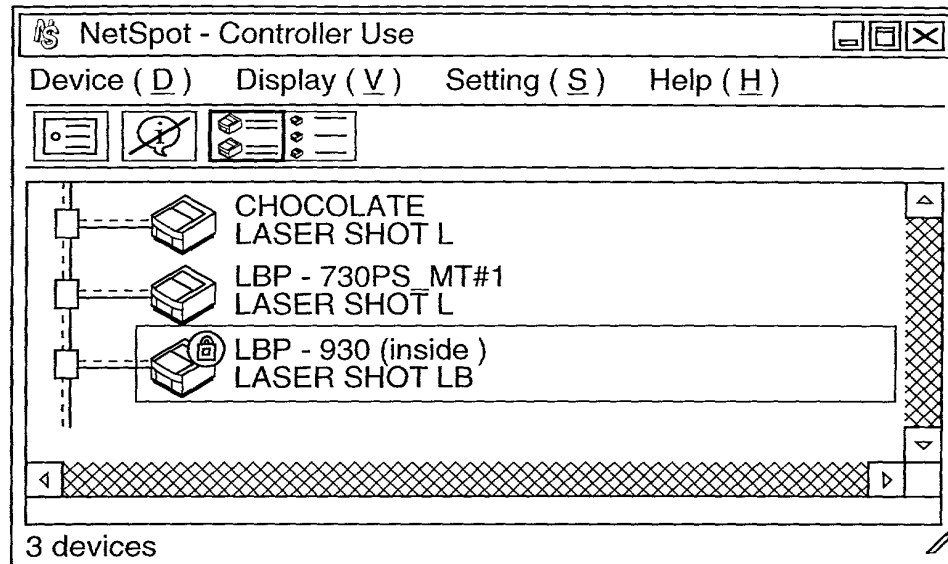 NS NetSpot - Controller Use
Device ( D ) Display ( V ) Setting ( S ) Help ( H )
i
CHOCOLATE
LASER SHOT L
LBP - 730PS_MT#1
LASER SHOT L
LBP - 930 (inside )
LASER SHOT LB
3 devices